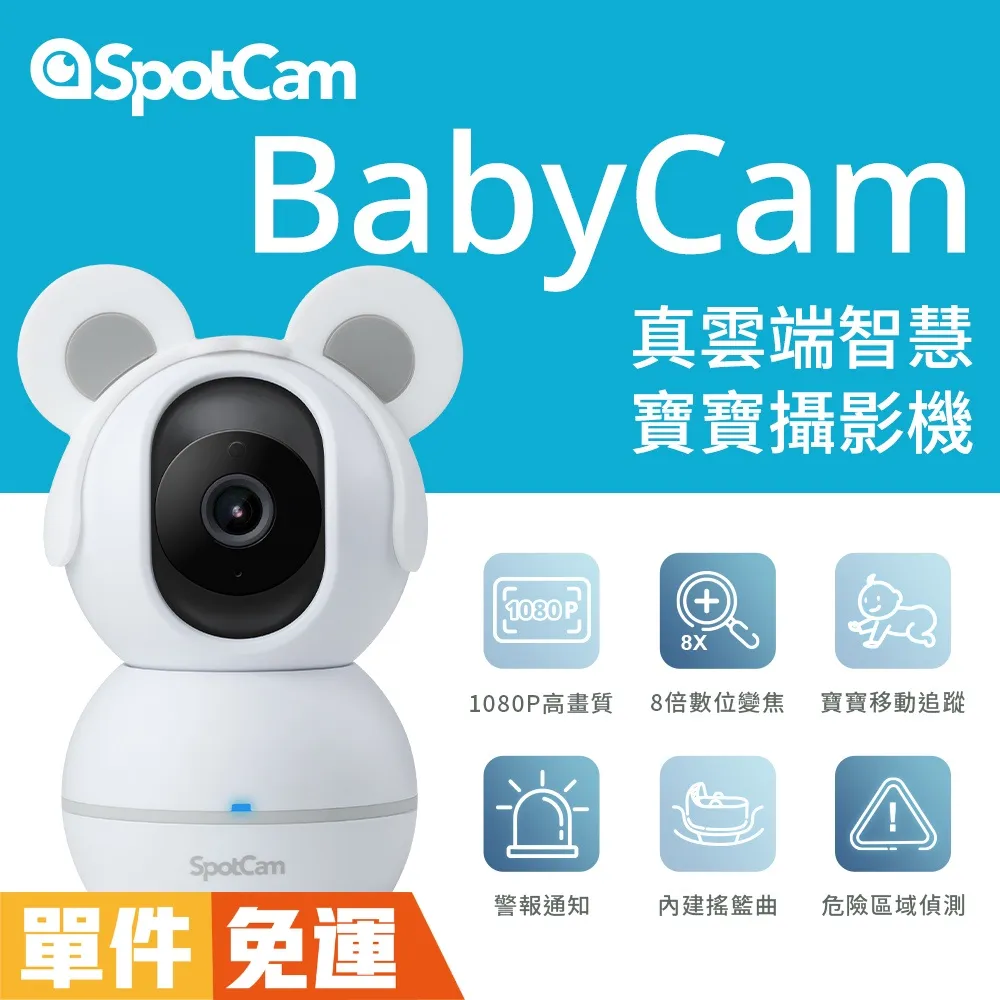 SpotCam
BabyCam
真雲端智慧
寶寶攝影機
1080P
8X
1080P高畫質
8倍數位變焦
寶寶移動追蹤
警報通知
內建搖籃曲
危險區域偵測
SpotCam
單件免運